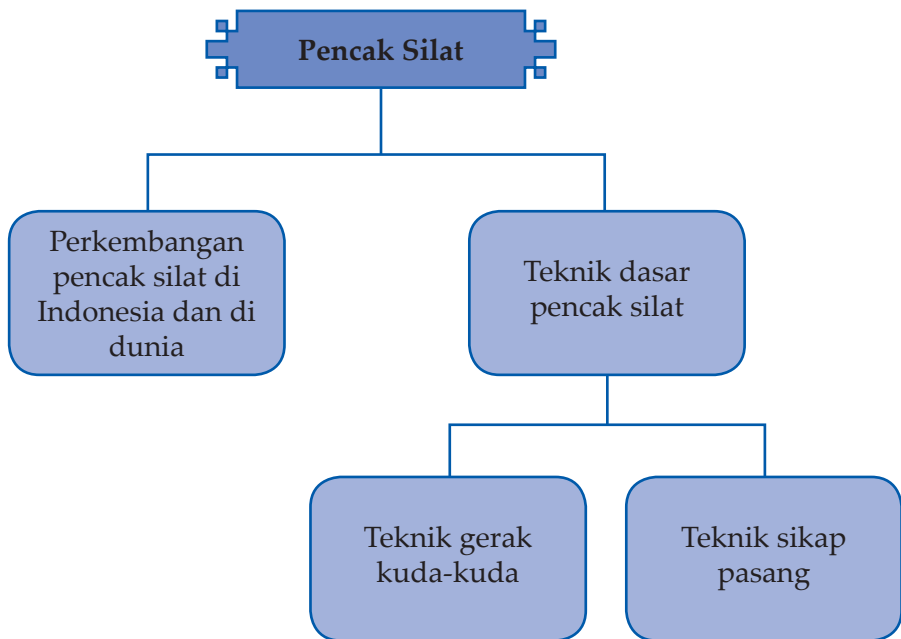 Pencak Silat
Perkembangan
pencak silat di
Indonesia dan di
dunia
Teknik dasar
pencak silat
Teknik gerak
kuda-kuda
Teknik sikap
pasang